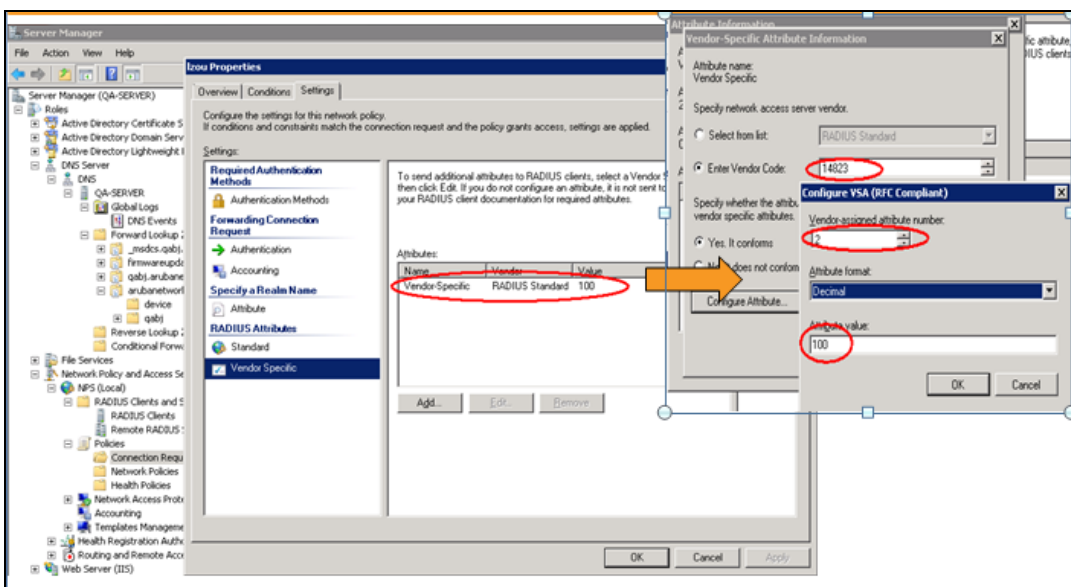 Server Manager
File Action View Help
Server Manager (QA-SERVER)
Roles
Active Directory Certificate S
Active Directory Domain Serv
Active Directory Lightweight
DNS Server
DNS
QA-SERVER
Global Logs
DNS Events
Forward Lookup
_msdcs.qabj.
firmwareupda
qabj.arubane
arubanetworl
device
qabj
Reverse Lookup
Conditional Forw
File Services
Network Policy and Access Se
NPS (Local)
RADIUS Clients and S
RADIUS Clients
Remote RADIUS
Policies
Connection Requ
Network Policies
Health Policies
Network Access Prot
Accounting
Templates Manageme
Health Registration Autho
Routing and Remote Acce
Web Server (IIS)
Izou Properties
Overview Conditions Settings
Configure the settings for this network policy.
If conditions and constraints match the connection request and the policy grants access, settings are applied.
Settings:
Required Authentication Methods
Authentication Methods
Forwarding Connection Request
Authentication
Accounting
Specify a Realm Name
Attribute
RADIUS Attributes
Standard
Vendor Specific
To send additional attributes to RADIUS clients, select a Vendor S
then click Edit. If you do not configure an attribute, it is not sent to
your RADIUS client documentation for required attributes.
Attributes:
Name Vendor Value
Vendor-Specific RADIUS Standard 100
Add... Edit... Remove
OK Cancel Apply
Attribute Information
fic attribute,
DIUS clients
Vendor-Specific Attribute Information
Attribute name:
Vendor Specific
Specify network access server vendor.
Select from list: RADIUS Standard
Enter Vendor Code: 14823
Specify whether the attribu
vendor specific attributes.
Yes. It conforms
does not conform
Configure Attribute...
Configure VSA (RFC Compliant)
Vendor-assigned attribute number:
2
Attribute format:
Decimal
Attribute value:
100
OK Cancel